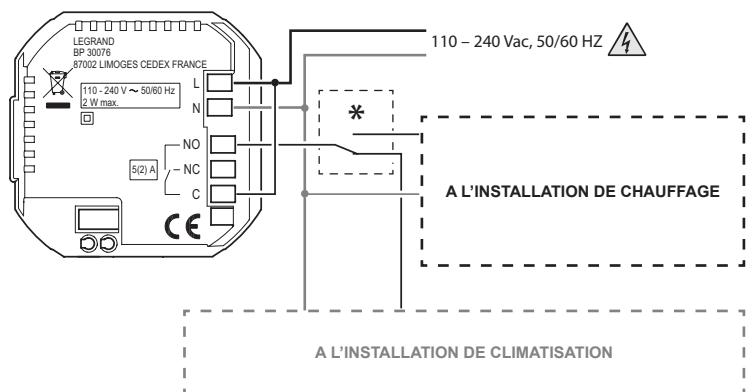 LEGRAND
BP 30076
87002 LIMOGES CEDEX FRANCE
110 - 240 V ~ 50/60 Hz
2 W max.
L
N
NO
5(2) A
NC
C
CE
110 – 240 Vac, 50/60 HZ
*
A L’INSTALLATION DE CHAUFFAGE
A L’INSTALLATION DE CLIMATISATION